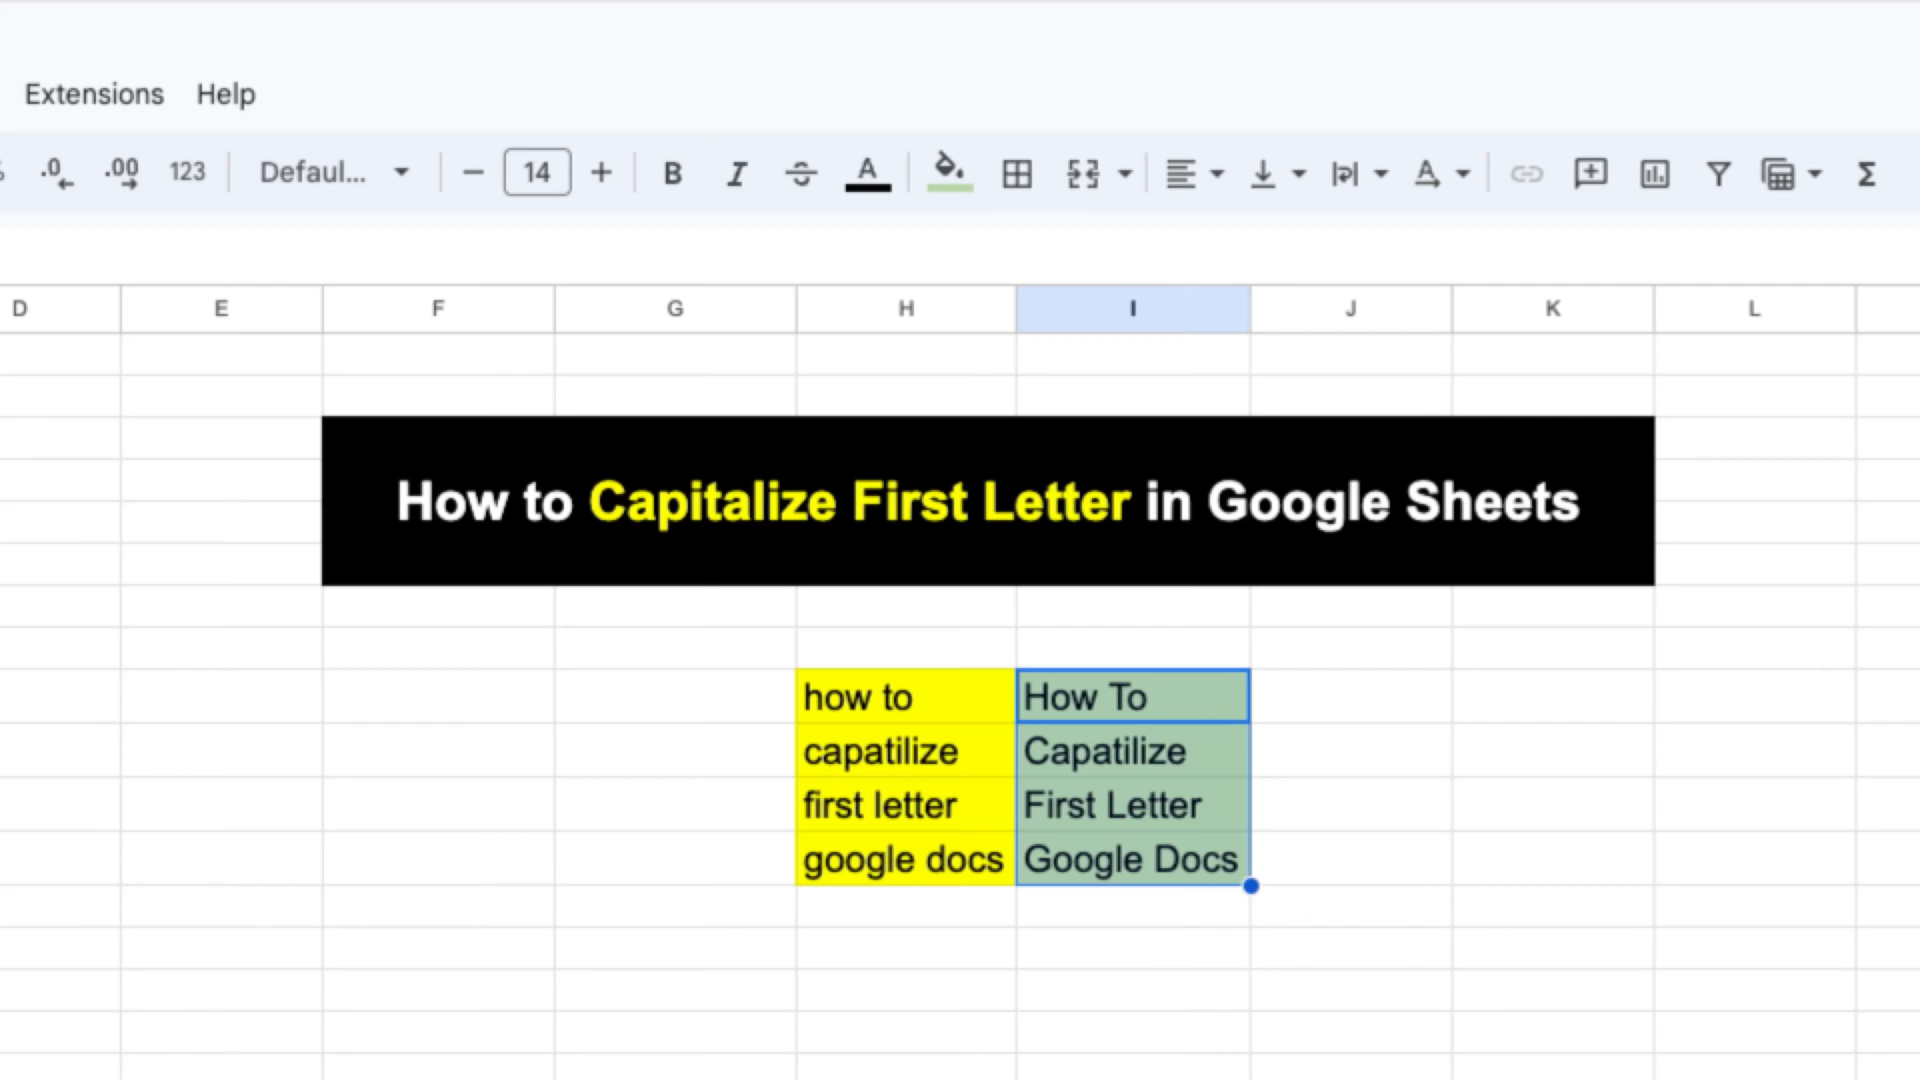 Extensions Help
.0 .00 123 Defaul... 14 B I A A Σ
D E F G H I J K L
How to Capitalize First Letter in Google Sheets
how to How To
capatilize Capatilize
first letter First Letter
google docs Google Docs